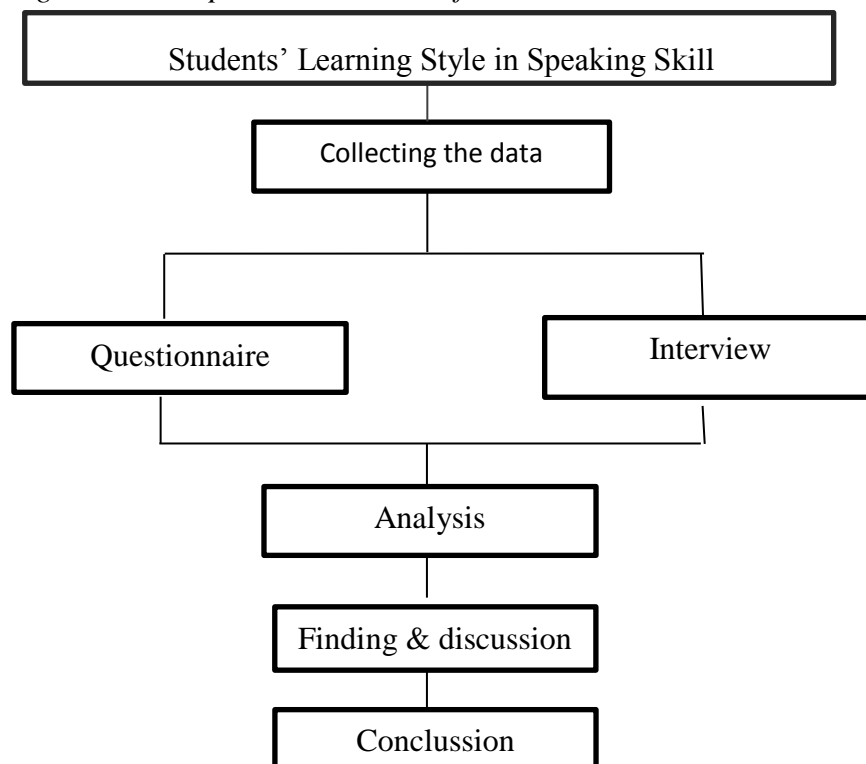 Students’ Learning Style in Speaking Skill
Collecting the data
Questionnaire
Interview
Analysis
Finding & discussion
Conclussion